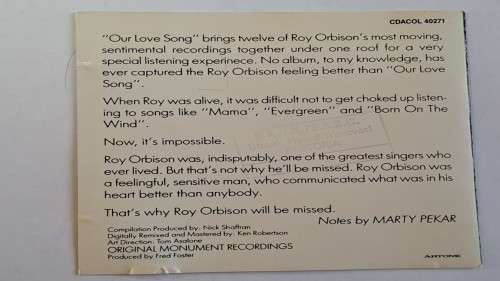 CDACOL 40271
"Our Love Song" brings twelve of Roy Orbison's most moving,
sentimental recordings together under one roof for a very
special listening experinece. No album, to my knowledge, has
ever captured the Roy Orbison feeling better than "Our Love
Song".
When Roy was alive, it was difficult not to get choked up listen-
ing to songs like "Mama", "Evergreen" and "Born On The
Wind".
Now, it's impossible.
Roy Orbison was, indisputably, one of the greatest singers who
ever lived. But that's not why he'll be missed. Roy Orbison was
a feelingful, sensitive man, who communicated what was in his
heart better than anybody.
That's why Roy Orbison will be missed.
Notes by MARTY PEKAR
Compilation Produced by: Nick Shaffran
Digitally Remixed and Mastered by: Ken Robertson
Art Direction: Tom Asalone
ORIGINAL MONUMENT RECORDINGS
Produced by Fred Foster
ARTONE